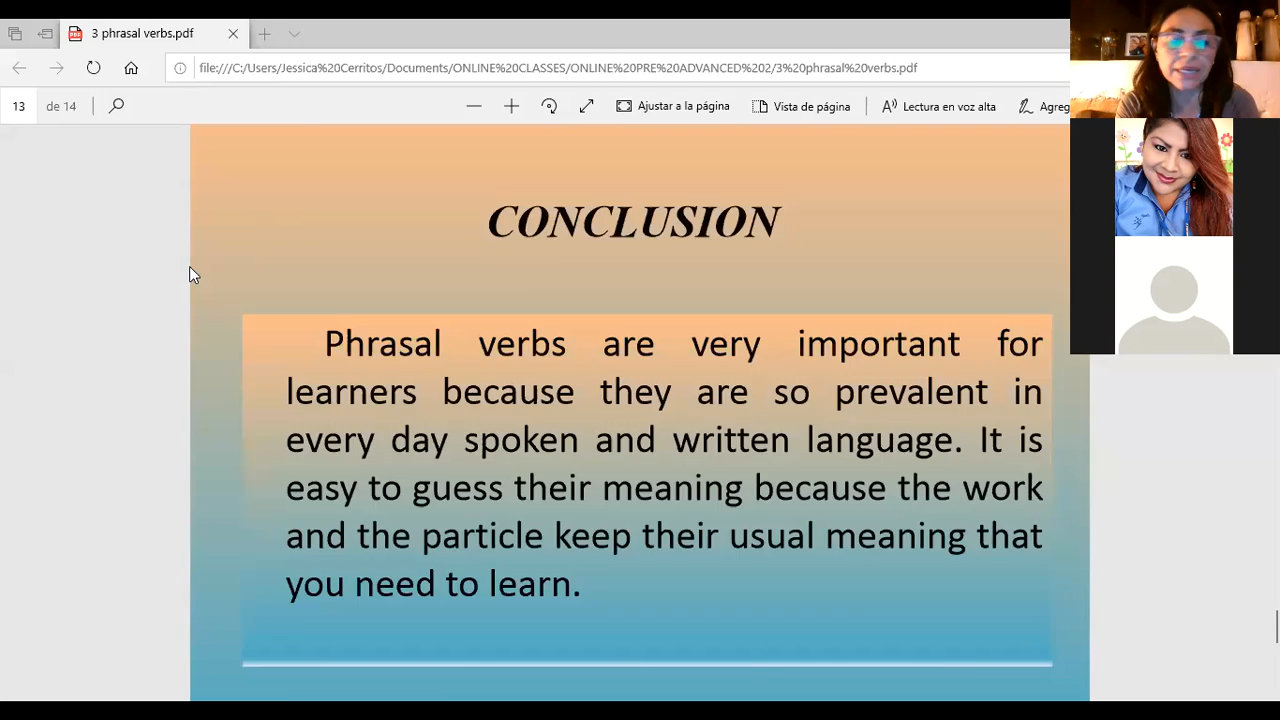 3 phrasal verbs.pdf
file:///C:/Users/Jessica%20Cerritos/Documents/ONLINE%20CLASSES/ONLINE%20PRE%20ADVANCED%202/3%20phrasal%20verbs.pdf
13 de 14 Ajustar a la página Vista de página Lectura en voz alta Agreg
CONCLUSION
Phrasal verbs are very important for
learners because they are so prevalent in
every day spoken and written language. It is
easy to guess their meaning because the work
and the particle keep their usual meaning that
you need to learn.